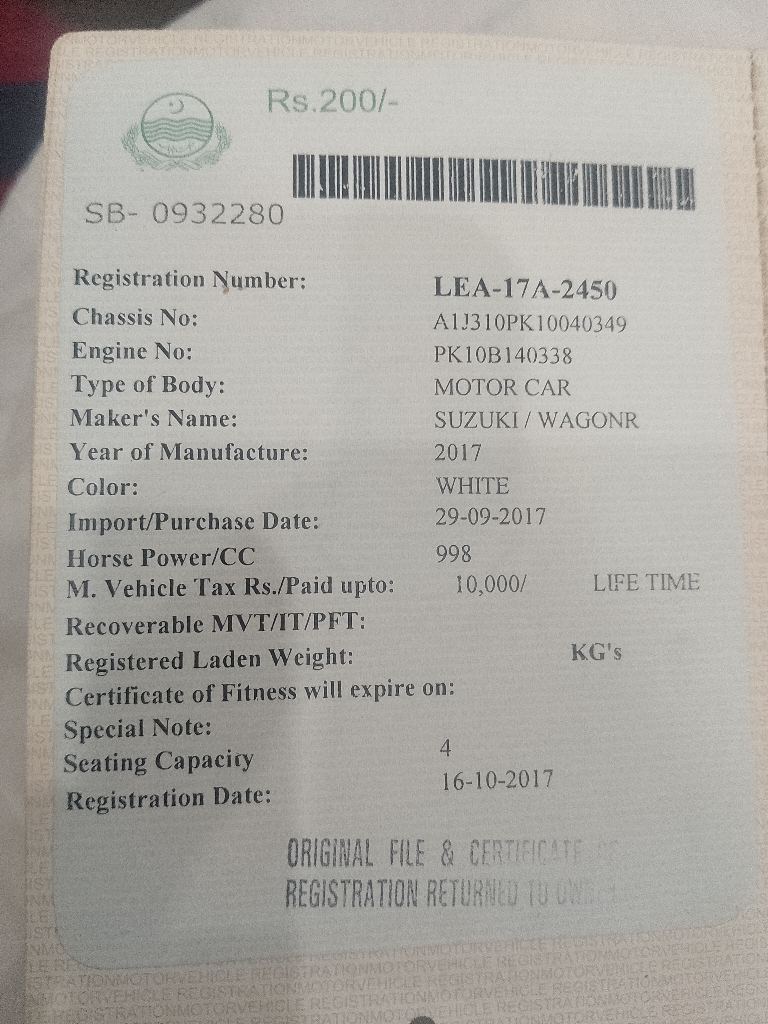 Rs.200/-
SB- 0932280
Registration Number: LEA-17A-2450
Chassis No: A1J310PK10040349
Engine No: PK10B140338
Type of Body: MOTOR CAR
Maker's Name: SUZUKI / WAGONR
Year of Manufacture: 2017
Color: WHITE
Import/Purchase Date: 29-09-2017
Horse Power/CC 998
M. Vehicle Tax Rs./Paid upto: 10,000/ LIFE TIME
Recoverable MVT/IT/PFT:
Registered Laden Weight: KG's
Certificate of Fitness will expire on:
Special Note:
Seating Capacity 4
Registration Date: 16-10-2017
ORIGINAL FILE & CERTIFICATE OF
REGISTRATION RETURNED TO